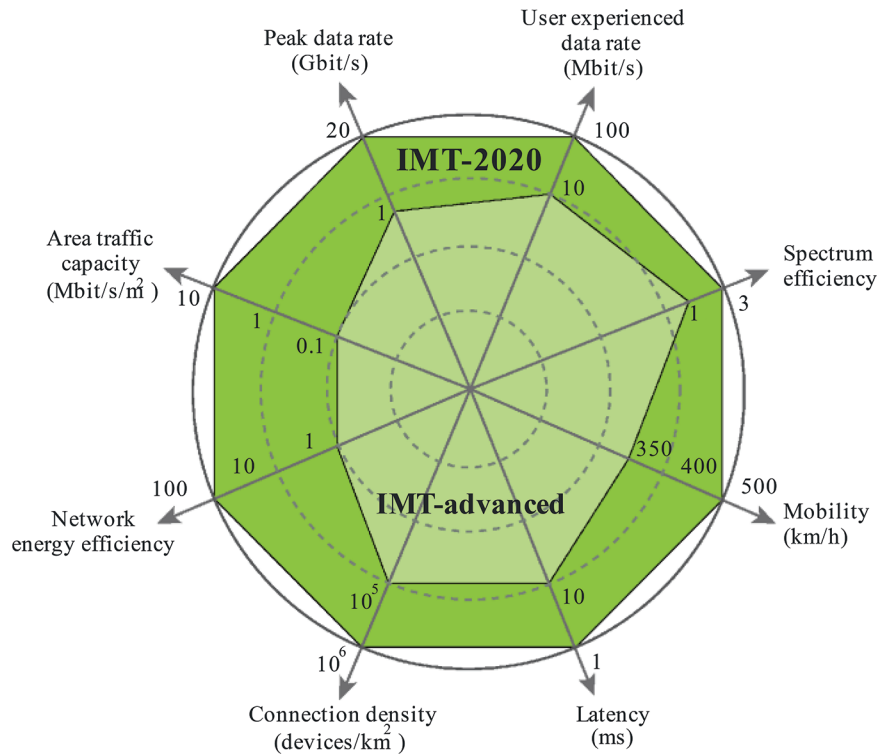 Peak data rate
(Gbit/s)
User experienced
data rate
(Mbit/s)
20
100
IMT-2020
1
10
Area traffic
capacity
(Mbit/s/m²)
Spectrum
efficiency
10
1
0.1
1
3
1
10
100
350
400
500
Network
energy efficiency
IMT-advanced
Mobility
(km/h)
10⁵
10
10⁶
1
Connection density
(devices/km²)
Latency
(ms)